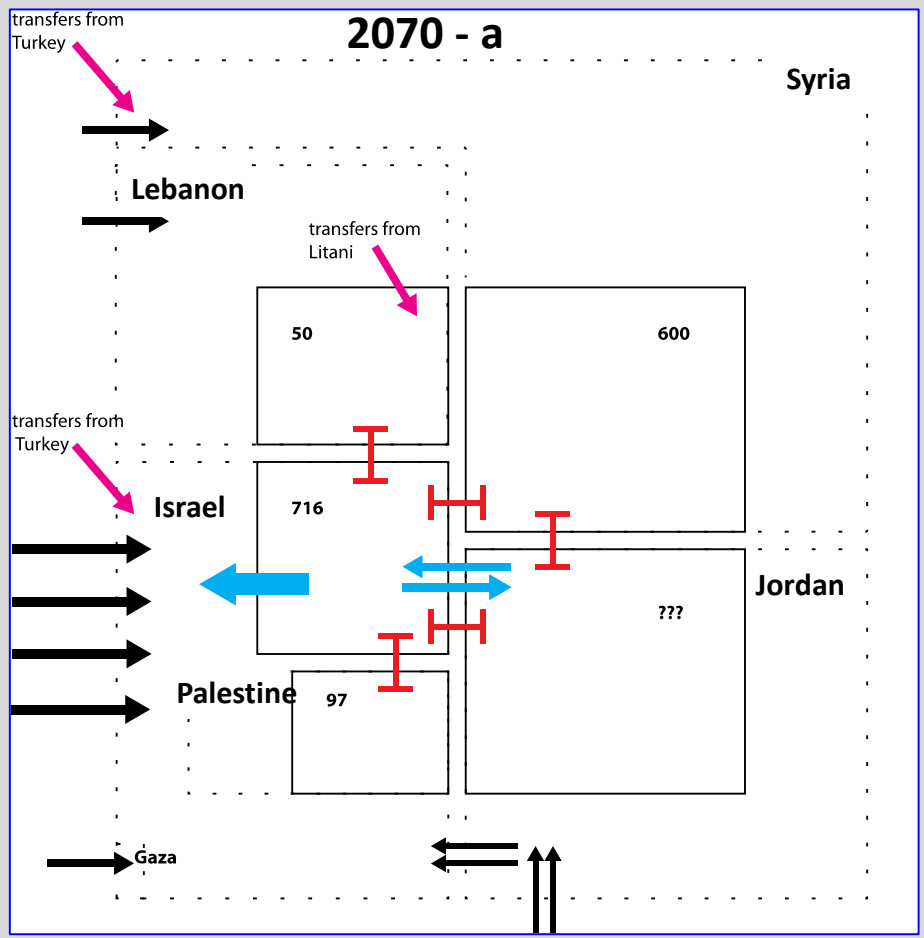 transfers from
Turkey
2070 - a
Syria
Lebanon
transfers from
Litani
50
600
transfers from
Turkey
Israel
716
Jordan
???
Palestine
97
Gaza